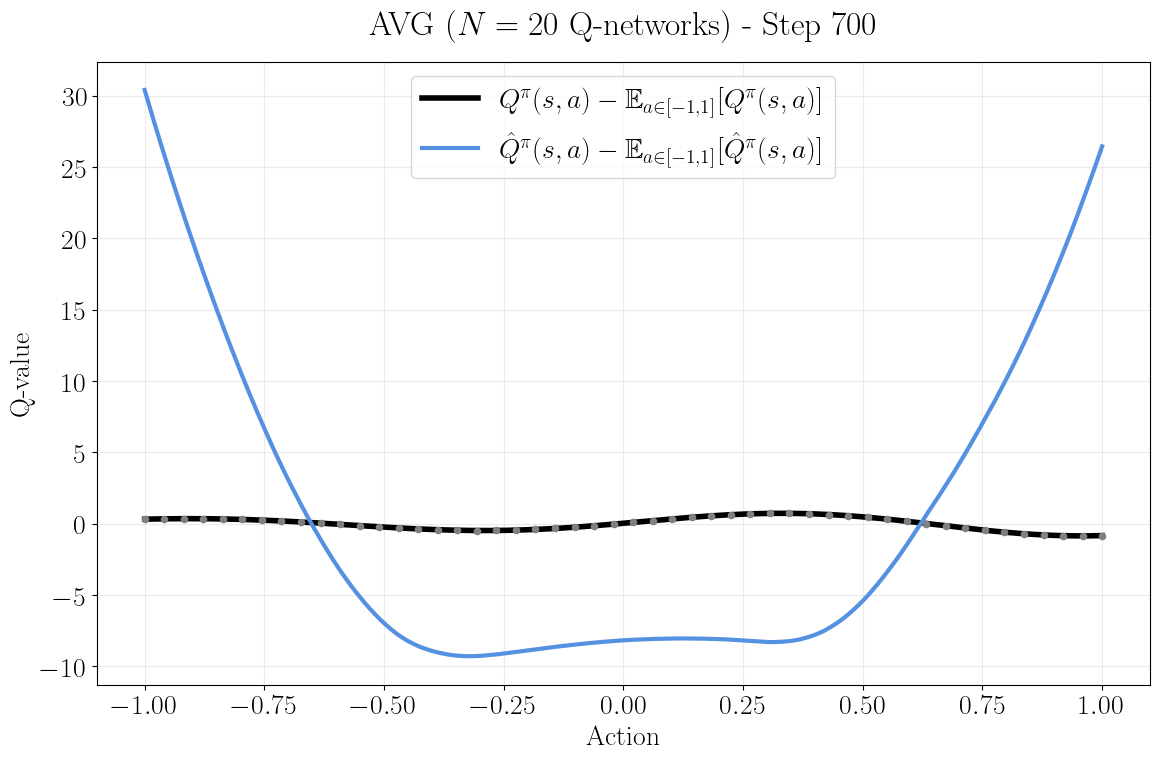 AVG (N = 20 Q-networks) - Step 700
Q^π(s, a) − 𝔼_{a∈[−1,1]}[Q^π(s, a)]
Q̂^π(s, a) − 𝔼_{a∈[−1,1]}[Q̂^π(s, a)]
Q-value
30
25
20
15
10
5
0
−5
−10
−1.00 −0.75 −0.50 −0.25 0.00 0.25 0.50 0.75 1.00
Action